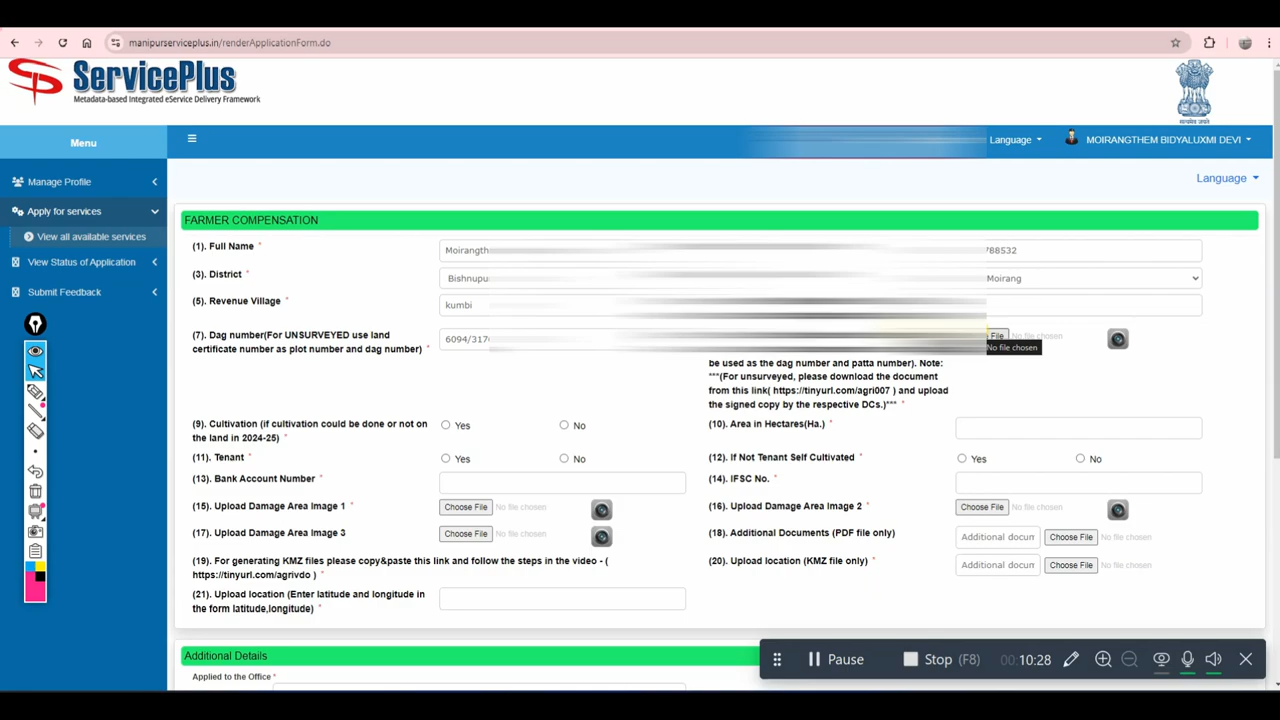 manipurserviceplus.in/renderApplicationForm.do
ServicePlus
Metadata-based Integrated eService Delivery Framework
Menu
Language
MOIRANGTHEM BIDYALUXMI DEVI
Manage Profile
Language
Apply for services
View all available services
View Status of Application
Submit Feedback
FARMER COMPENSATION
(1). Full Name *
Moirangth
788532
(3). District *
Bishnupu
Moirang
(5). Revenue Village *
kumbi
(7). Dag number(For UNSURVEYED use land
certificate number as plot number and dag number) *
6094/317
File No file chosen
No file chosen
be used as the dag number and patta number). Note:
***(For unsurveyed, please download the document
from this link( https://tinyurl.com/agri007 ) and upload
the signed copy by the respective DCs.)*** *
(9). Cultivation (if cultivation could be done or not on
the land in 2024-25) *
Yes
No
(10). Area in Hectares(Ha.) *
(11). Tenant *
Yes
No
(12). If Not Tenant Self Cultivated *
Yes
No
(13). Bank Account Number *
(14). IFSC No. *
(15). Upload Damage Area Image 1 *
Choose File No file chosen
(16). Upload Damage Area Image 2 *
Choose File No file chosen
(17). Upload Damage Area Image 3 *
Choose File No file chosen
(18). Additional Documents (PDF file only)
Additional docum
Choose File No file chosen
(19). For generating KMZ files please copy&paste this link and follow the steps in the video - (
https://tinyurl.com/agrivdo ) *
(20). Upload location (KMZ file only) *
Additional docum
Choose File No file chosen
(21). Upload location (Enter latitude and longitude in
the form latitude,longitude) *
Additional Details
Applied to the Office *
Pause
Stop (F8)
00:10:28